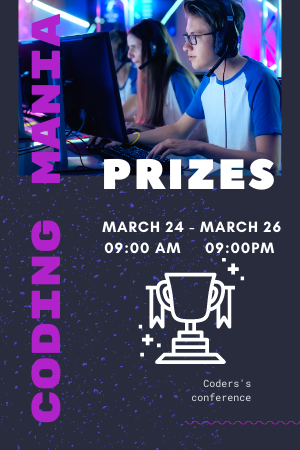 CODING MANIA
PRIZES
MARCH 24 - MARCH 26
09:00 AM 09:00PM
Coders's
conference